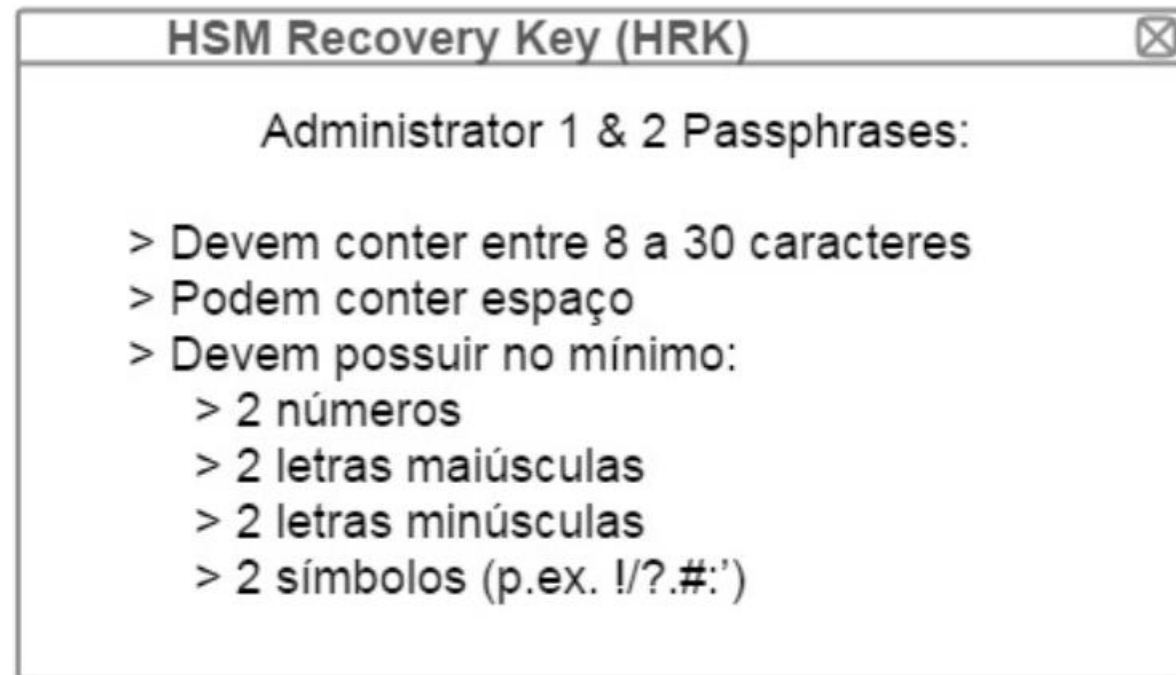 HSM Recovery Key (HRK)
Administrator 1 & 2 Passphrases:
> Devem conter entre 8 a 30 caracteres
> Podem conter espaço
> Devem possuir no mínimo:
> 2 números
> 2 letras maiúsculas
> 2 letras minúsculas
> 2 símbolos (p.ex. !/?.#:’)